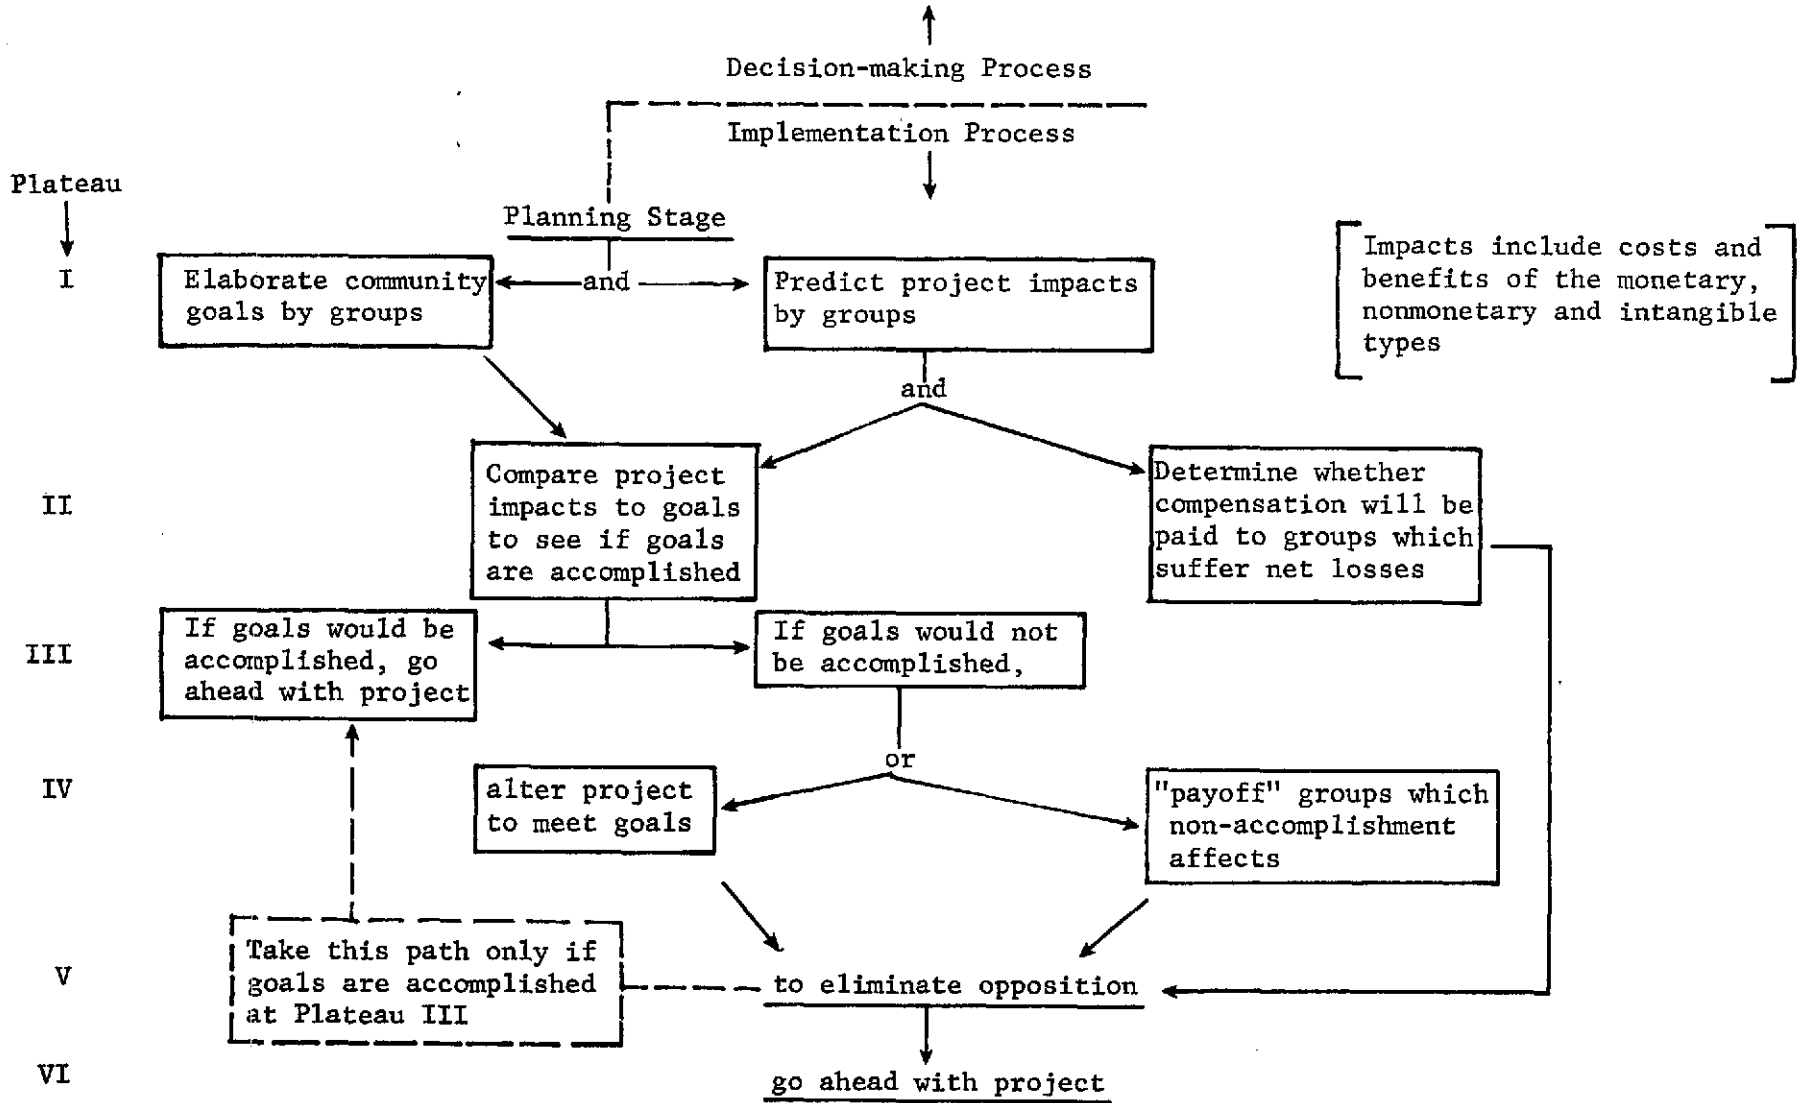 Decision-making Process
Implementation Process
Plateau
Planning Stage
I
Elaborate community
goals by groups
and
Predict project impacts
by groups
Impacts include costs and
benefits of the monetary,
nonmonetary and intangible
types
and
II
Compare project
impacts to goals
to see if goals
are accomplished
Determine whether
compensation will be
paid to groups which
suffer net losses
III
If goals would be
accomplished, go
ahead with project
If goals would not
be accomplished,
or
IV
alter project
to meet goals
"payoff" groups which
non-accomplishment
affects
V
Take this path only if
goals are accomplished
at Plateau III
to eliminate opposition
VI
go ahead with project